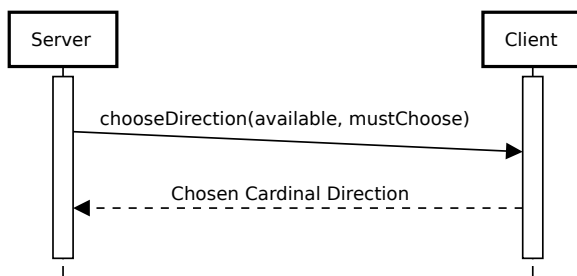 Server
Client
chooseDirection(available, mustChoose)
Chosen Cardinal Direction